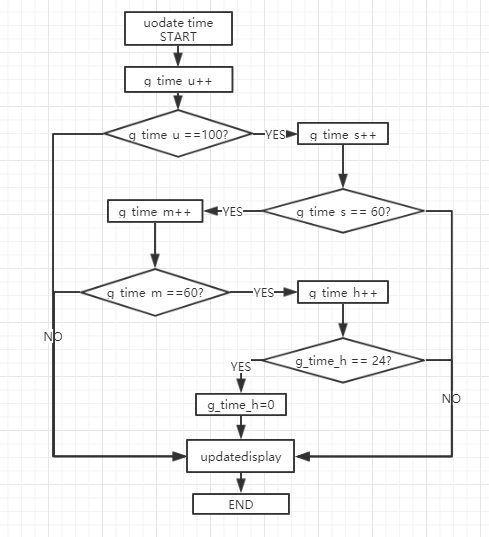 uodate time
START
g time u++
g time u ==100?
YES
g time s++
g time m++
YES
g time s == 60?
g time m ==60?
YES
g time h++
NO
YES
g_time_h == 24?
NO
g_time_h=0
updatedisplay
END